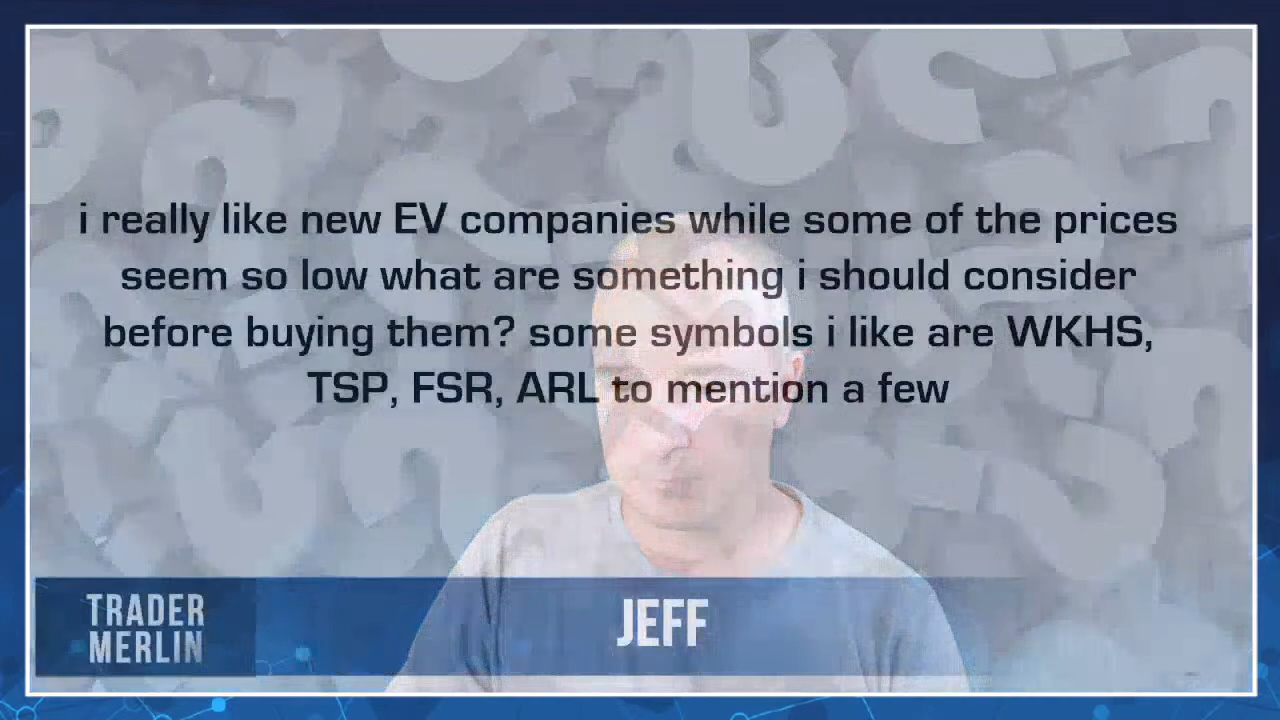 i really like new EV companies while some of the prices
seem so low what are something i should consider
before buying them? some symbols i like are WKHS,
TSP, FSR, ARL to mention a few
TRADER
MERLIN
JEFF